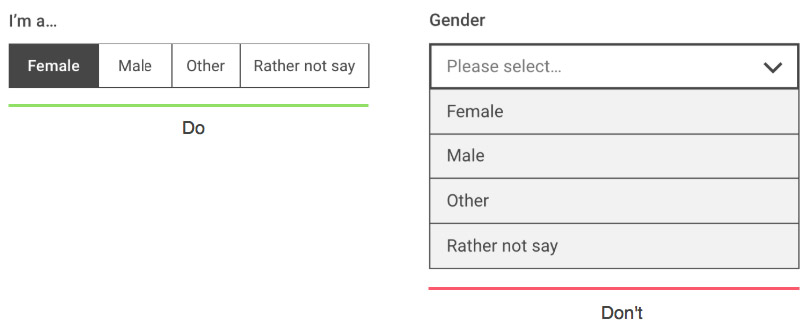 I'm a…
Female Male Other Rather not say
Do
Gender
Please select…
Female
Male
Other
Rather not say
Don't